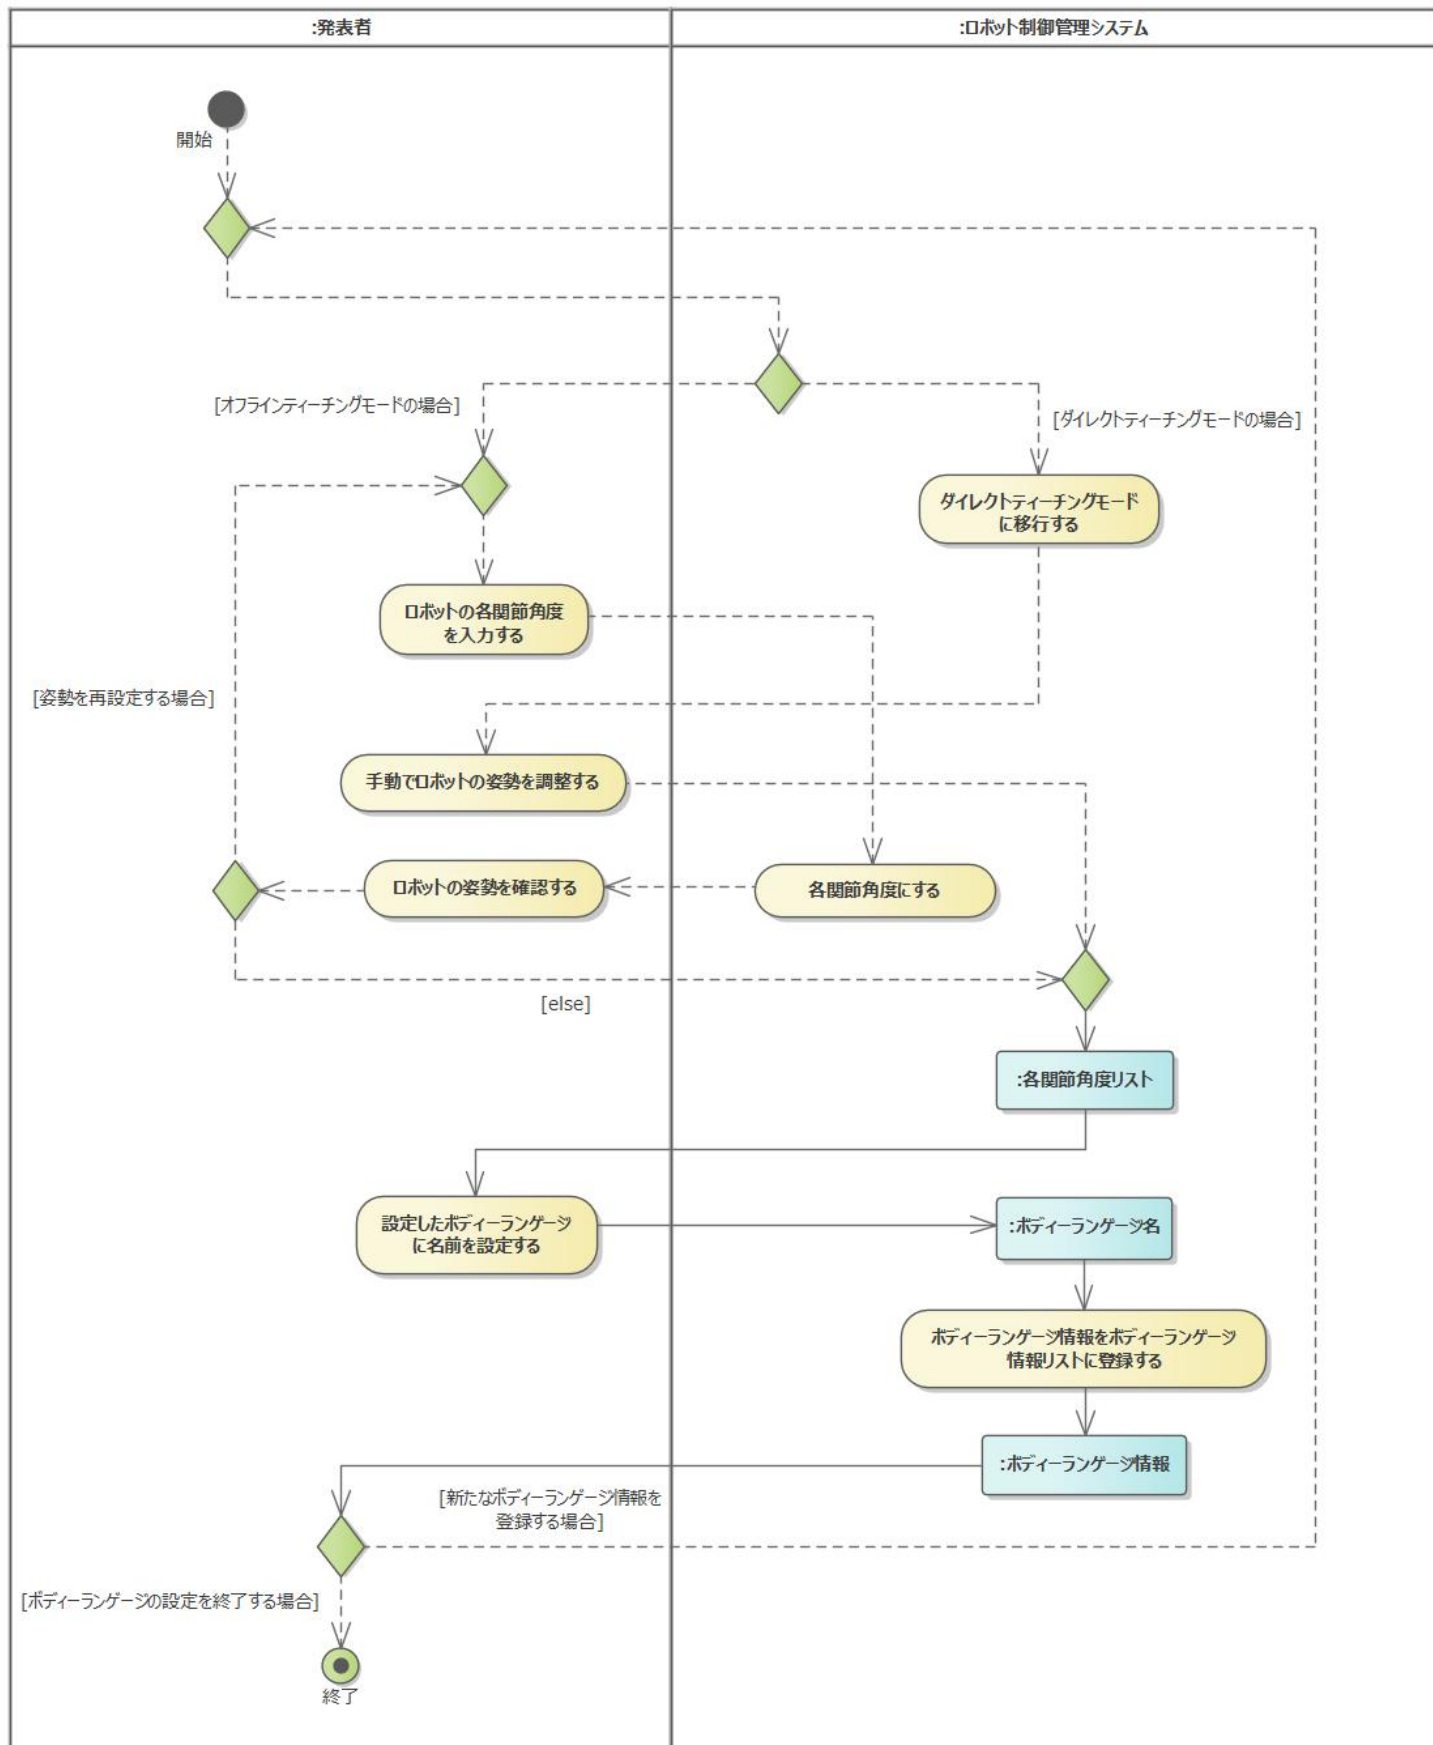 :発表者
:ロボット制御管理システム
開始
[オフラインティーチングモードの場合]
[ダイレクトティーチングモードの場合]
ダイレクトティーチングモード
に移行する
ロボットの各関節角度
を入力する
[姿勢を再設定する場合]
手動でロボットの姿勢を調整する
ロボットの姿勢を確認する
各関節角度にする
[else]
:各関節角度リスト
設定したボディーランゲージ
に名前を設定する
:ボディーランゲージ名
ボディーランゲージ情報をボディーランゲージ
情報リストに登録する
:ボディーランゲージ情報
[新たなボディーランゲージ情報を
登録する場合]
[ボディーランゲージの設定を終了する場合]
終了